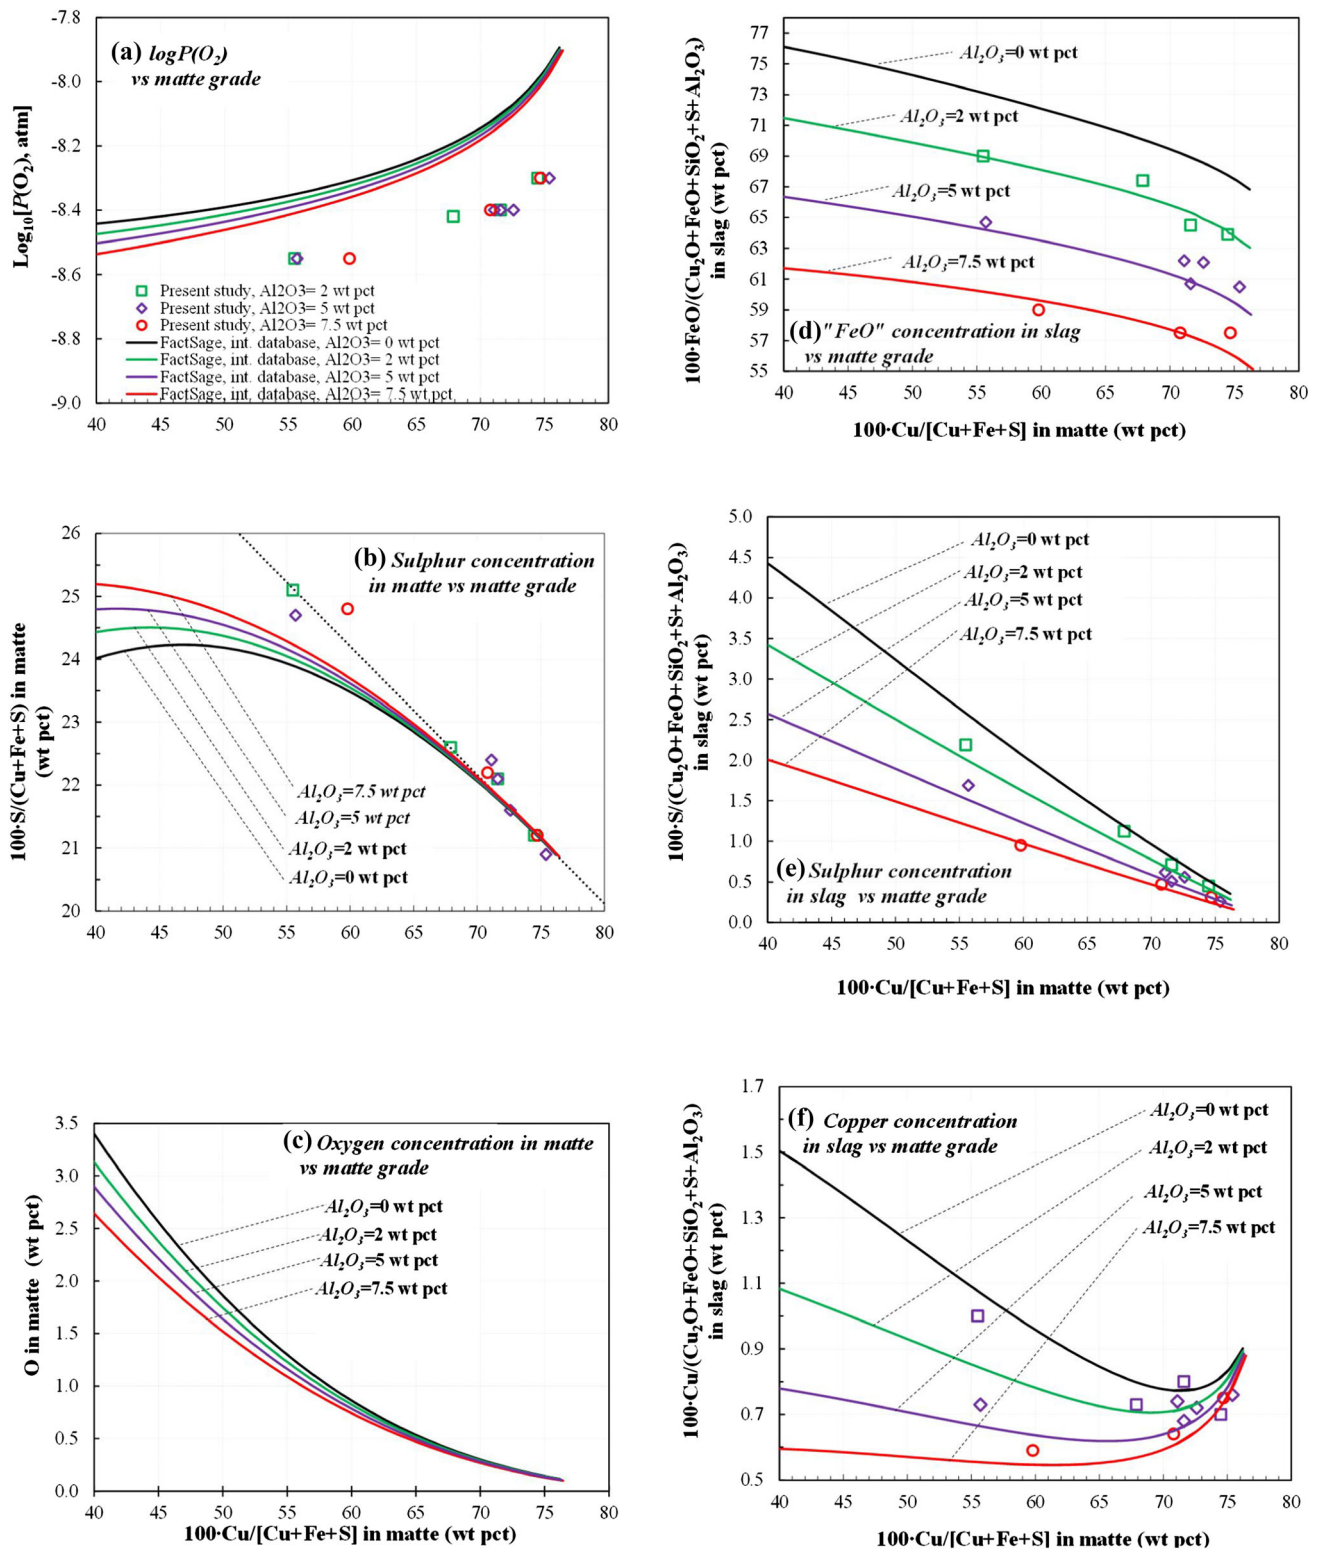 (a) logP(O2)
vs matte grade
Log10[P(O2), atm]
-7.8
-8.0
-8.2
-8.4
-8.6
-8.8
-9.0
Present study, Al2O3= 2 wt pct
Present study, Al2O3= 5 wt pct
Present study, Al2O3= 7.5 wt pct
FactSage, int. database, Al2O3= 0 wt pct
FactSage, int. database, Al2O3= 2 wt pct
FactSage, int. database, Al2O3= 5 wt pct
FactSage, int. database, Al2O3= 7.5 wt pct
40 45 50 55 60 65 70 75 80
100·FeO/(Cu2O+FeO+SiO2+S+Al2O3)
in slag (wt pct)
77
75
73
71
69
67
65
63
61
59
57
55
Al2O3=0 wt pct
Al2O3=2 wt pct
Al2O3=5 wt pct
Al2O3=7.5 wt pct
(d) "FeO" concentration in slag
vs matte grade
40 45 50 55 60 65 70 75 80
100·Cu/[Cu+Fe+S] in matte (wt pct)
(b) Sulphur concentration
in matte vs matte grade
100·S/(Cu+Fe+S) in matte
(wt pct)
26
25
24
23
22
21
20
Al2O3=7.5 wt pct
Al2O3=5 wt pct
Al2O3=2 wt pct
Al2O3=0 wt pct
40 45 50 55 60 65 70 75 80
100·S/(Cu2O+FeO+SiO2+S+Al2O3)
in slag (wt pct)
5.0
4.5
4.0
3.5
3.0
2.5
2.0
1.5
1.0
0.5
0.0
Al2O3=0 wt pct
Al2O3=2 wt pct
Al2O3=5 wt pct
Al2O3=7.5 wt pct
(e) Sulphur concentration
in slag vs matte grade
40 45 50 55 60 65 70 75 80
100·Cu/[Cu+Fe+S] in matte (wt pct)
(c) Oxygen concentration in matte
vs matte grade
O in matte (wt pct)
3.5
3.0
2.5
2.0
1.5
1.0
0.5
0.0
Al2O3=0 wt pct
Al2O3=2 wt pct
Al2O3=5 wt pct
Al2O3=7.5 wt pct
40 45 50 55 60 65 70 75 80
100·Cu/[Cu+Fe+S] in matte (wt pct)
100·Cu/(Cu2O+FeO+SiO2+S+Al2O3)
in slag (wt pct)
1.7
1.5
1.3
1.1
0.9
0.7
0.5
(f) Copper concentration
in slag vs matte grade
Al2O3=0 wt pct
Al2O3=2 wt pct
Al2O3=5 wt pct
Al2O3=7.5 wt pct
40 45 50 55 60 65 70 75 80
100·Cu/[Cu+Fe+S] in matte (wt pct)